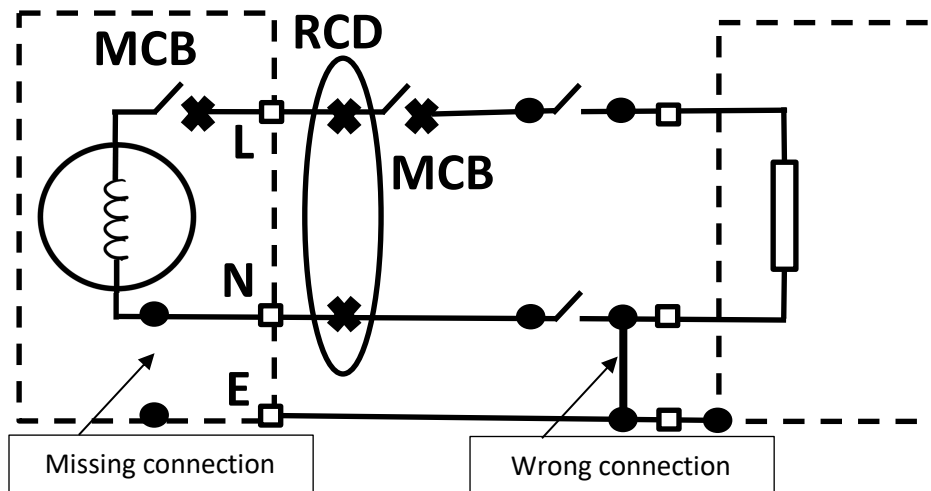 RCD
MCB
L
MCB
N
E
Missing connection
Wrong connection